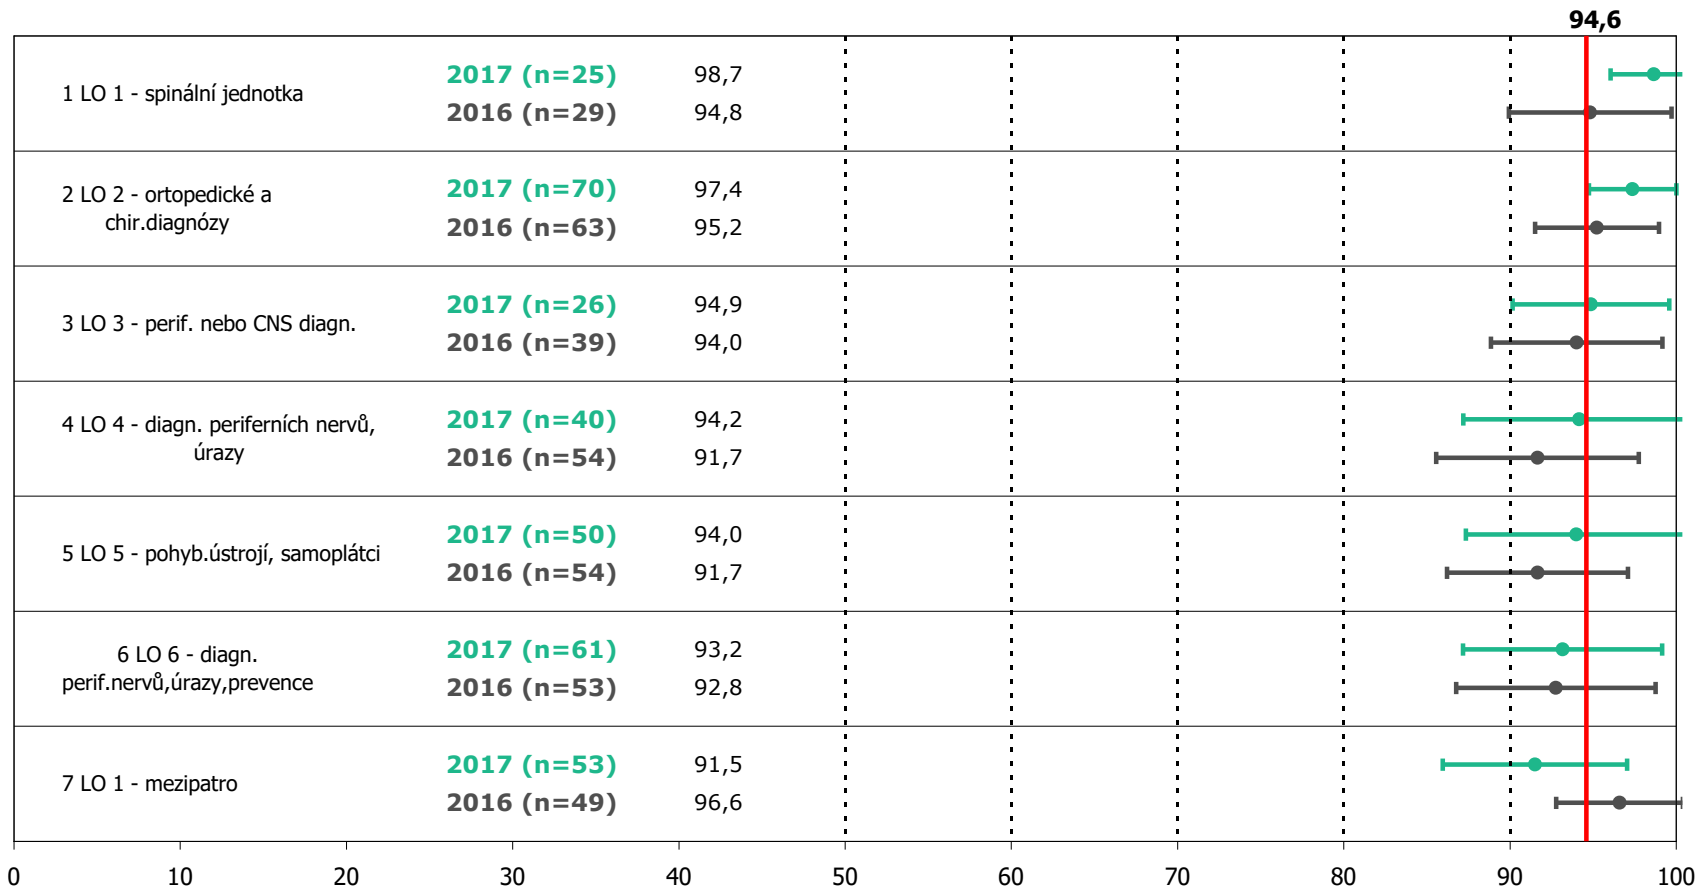 94,6
1 LO 1 - spinální jednotka
2017 (n=25) 98,7
2016 (n=29) 94,8
2 LO 2 - ortopedické a
chir.diagnózy
2017 (n=70) 97,4
2016 (n=63) 95,2
3 LO 3 - perif. nebo CNS diagn.
2017 (n=26) 94,9
2016 (n=39) 94,0
4 LO 4 - diagn. periferních nervů,
úrazy
2017 (n=40) 94,2
2016 (n=54) 91,7
5 LO 5 - pohyb.ústrojí, samoplátci
2017 (n=50) 94,0
2016 (n=54) 91,7
6 LO 6 - diagn.
perif.nervů,úrazy,prevence
2017 (n=61) 93,2
2016 (n=53) 92,8
7 LO 1 - mezipatro
2017 (n=53) 91,5
2016 (n=49) 96,6
0 10 20 30 40 50 60 70 80 90 100